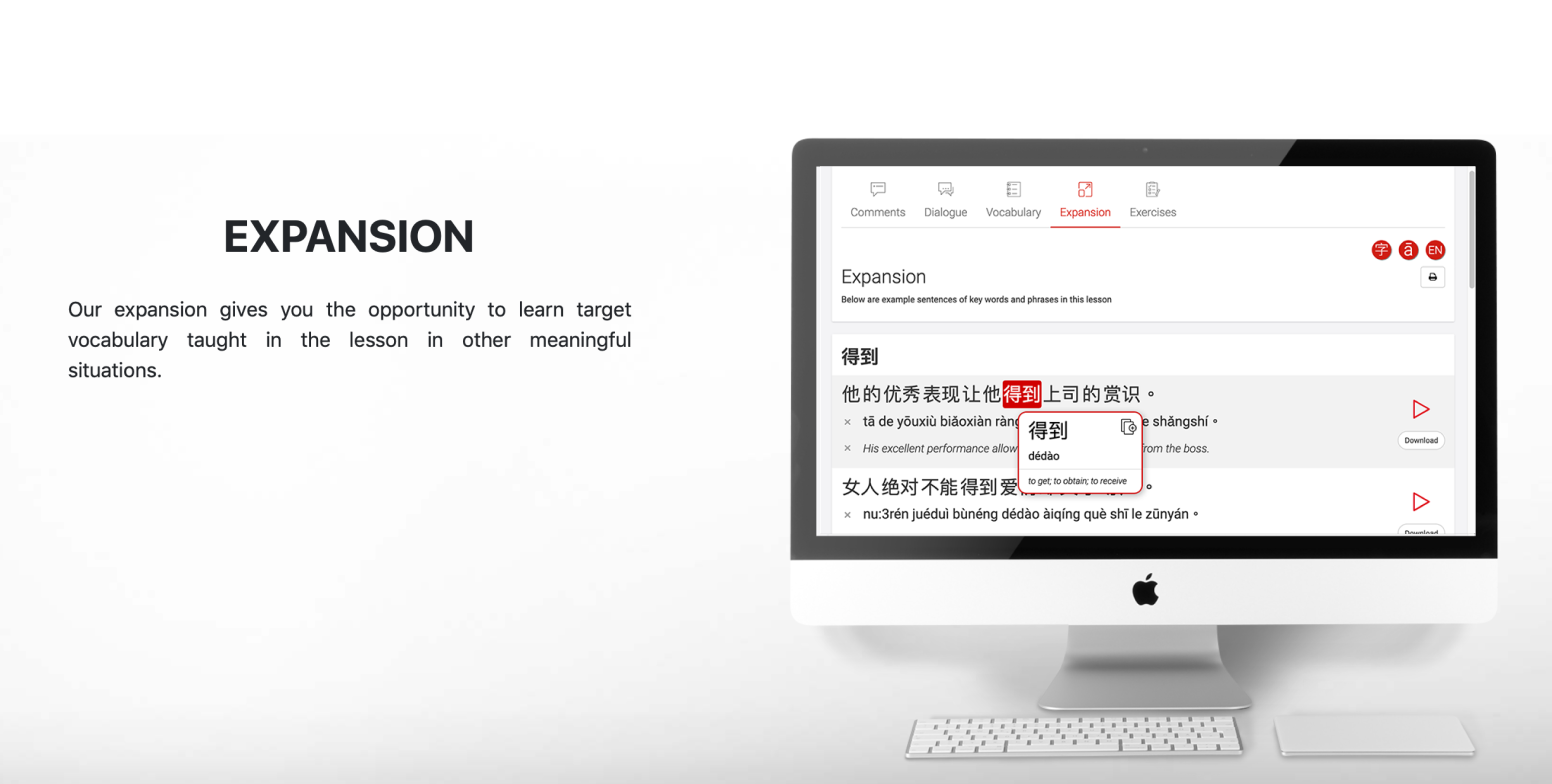 EXPANSION
Our expansion gives you the opportunity to learn target
vocabulary taught in the lesson in other meaningful
situations.
Comments Dialogue Vocabulary Expansion Exercises
字 ā EN
Expansion
Below are example sentences of key words and phrases in this lesson
得到
他的优秀表现让他得到上司的赏识。
× tā de yōuxiù biǎoxiàn ràng e shǎngshí。
× His excellent performance allow rom the boss.
Download
得到
dédào
to get; to obtain; to receive
女人绝对不能得到爱 。
× nu:3rén juéduì bùnéng dédào àiqíng què shī le zūnyán。
Download